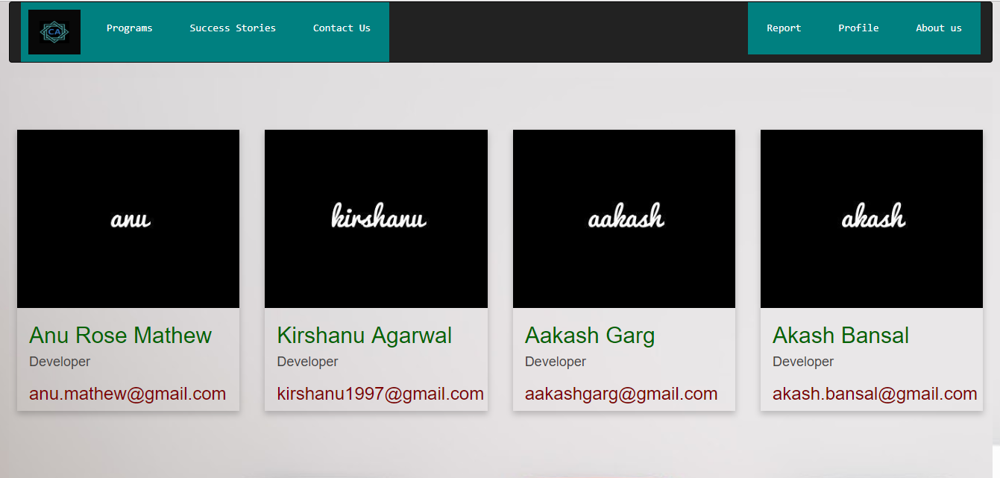 CA
Programs
Success Stories
Contact Us
Report
Profile
About us
anu
kirshanu
aakash
akash
Anu Rose Mathew
Developer
anu.mathew@gmail.com
Kirshanu Agarwal
Developer
kirshanu1997@gmail.com
Aakash Garg
Developer
aakashgarg@gmail.com
Akash Bansal
Developer
akash.bansal@gmail.com